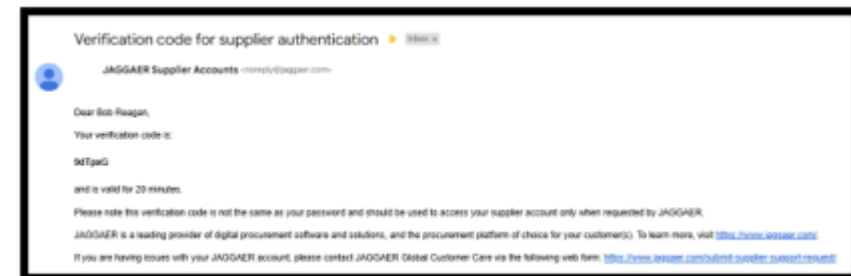 Verification code for supplier authentication
Inbox x
JAGGAER Supplier Accounts <noreply@jaggaer.com>
Dear Bob Reagan,
Your verification code is:
and is valid for 20 minutes.
Please note this verification code is not the same as your password and should be used to access your supplier account only when requested by JAGGAER.
JAGGAER is a leading provider of digital procurement software and solutions, and the procurement platform of choice for your customer(s). To learn more, visit https://www.jaggaer.com/.
If you are having issues with your JAGGAER account, please contact JAGGAER Global Customer Care via the following web form: https://www.jaggaer.com/submit-supplier-support-request/